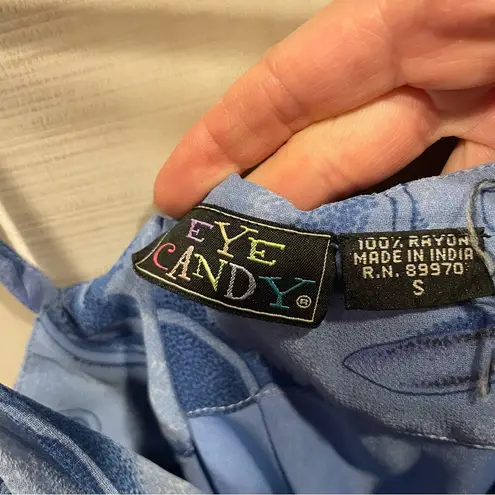 EYE
CANDY®
100% RAYON
MADE IN INDIA
R.N. 89970
S